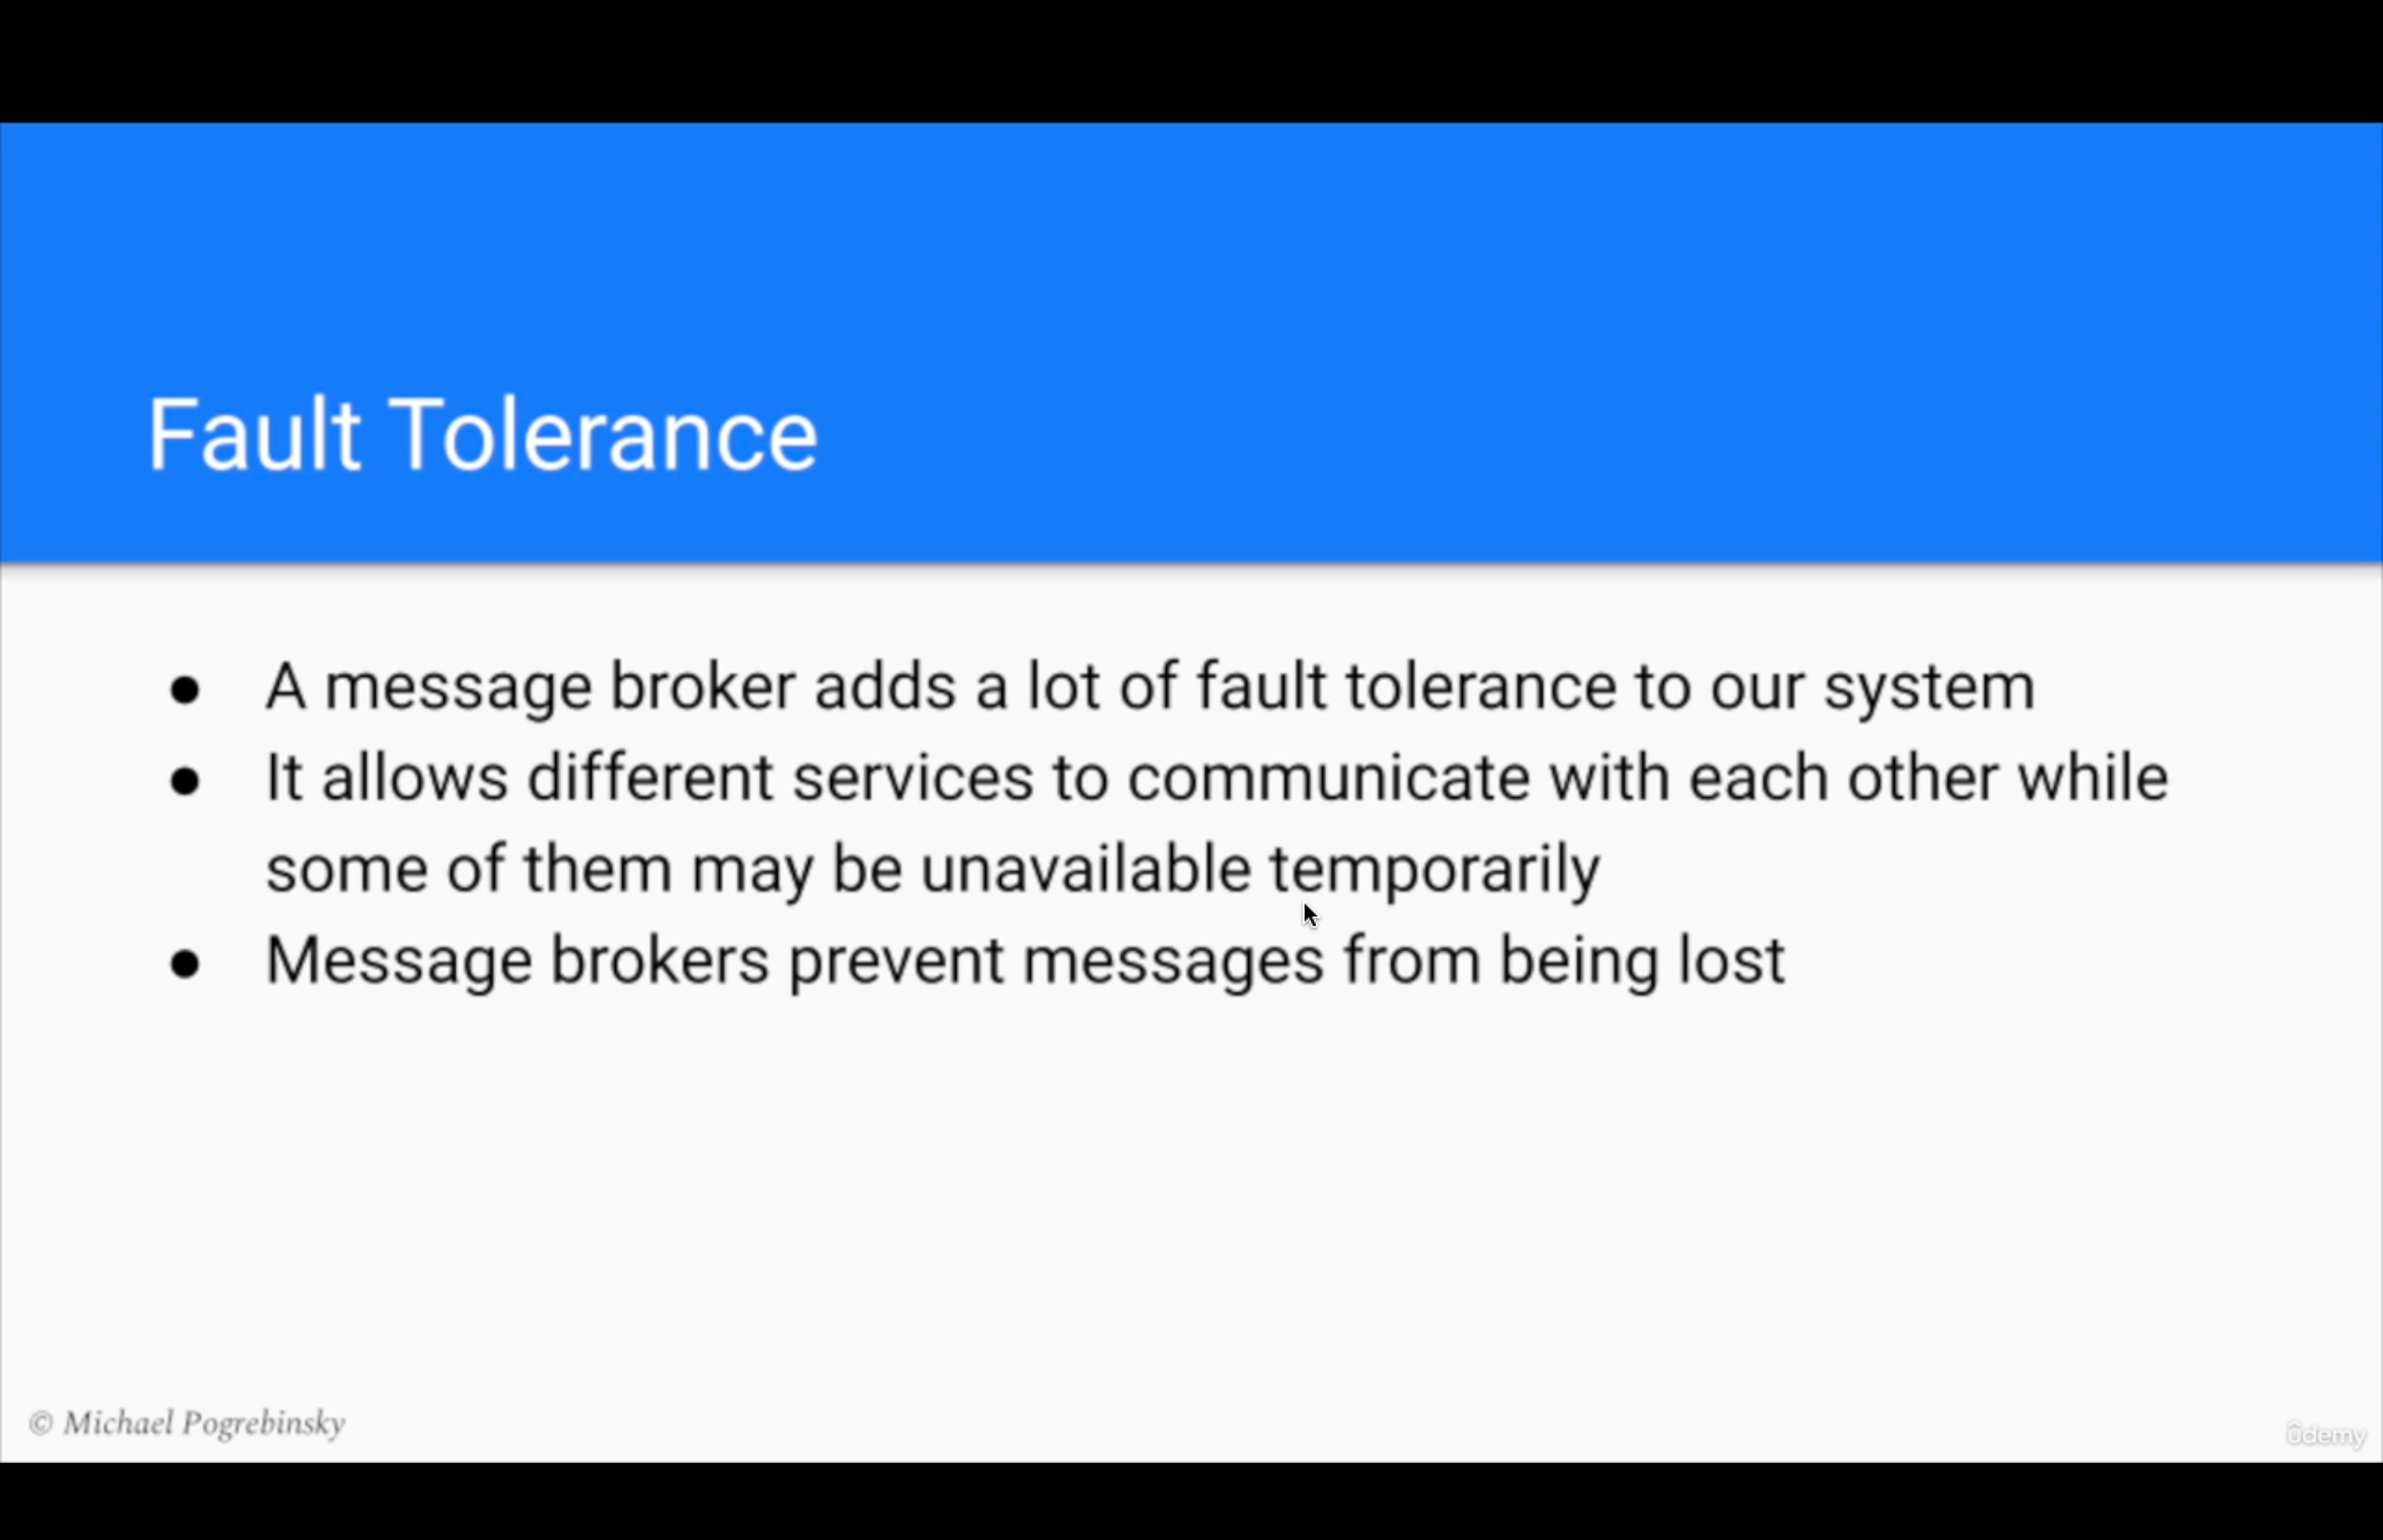 Fault Tolerance
● A message broker adds a lot of fault tolerance to our system
● It allows different services to communicate with each other while
some of them may be unavailable temporarily
● Message brokers prevent messages from being lost
© Michael Pogrebinsky
ûdemy